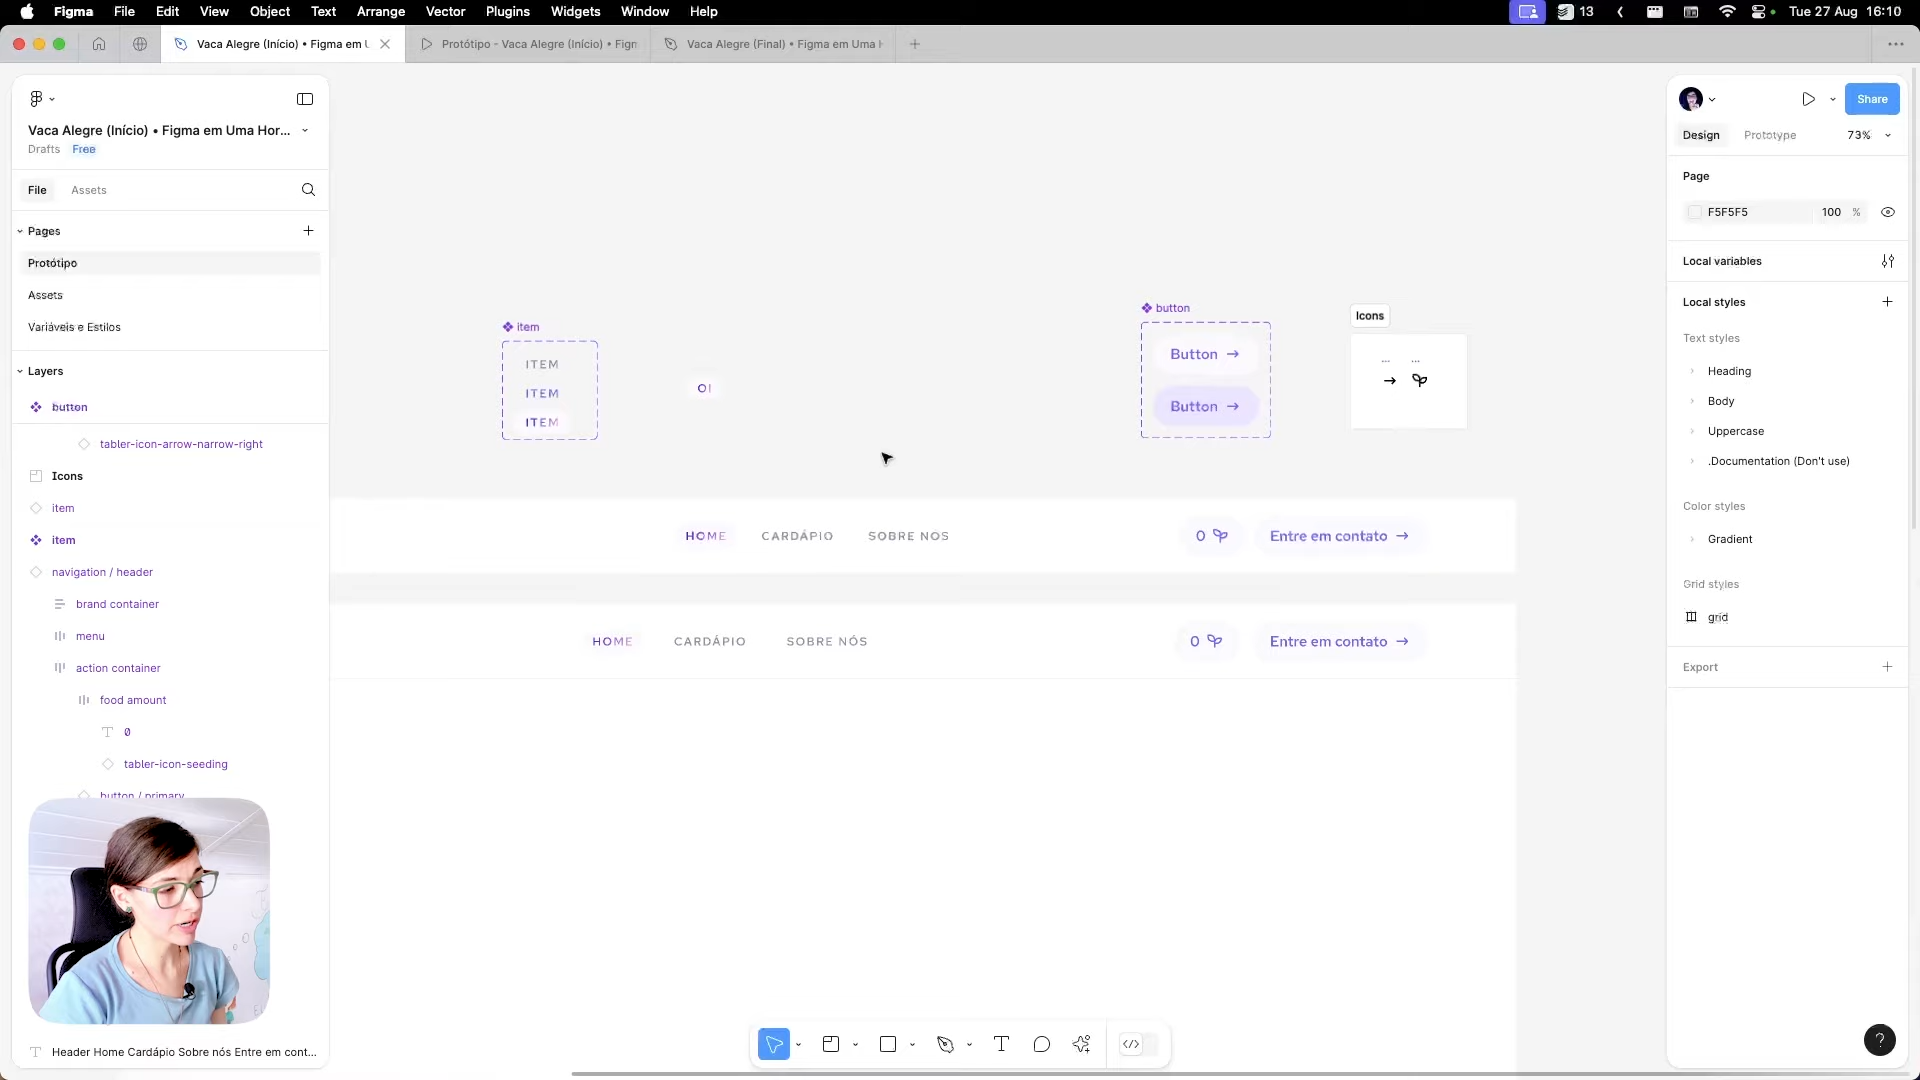 Figma File Edit View Object Text Arrange Vector Plugins Widgets Window Help
13
Tue 27 Aug 16:10
Vaca Alegre (Início) • Figma em U
Protótipo - Vaca Alegre (Início) • Figm
Vaca Alegre (Final) • Figma em Uma H
Vaca Alegre (Início) • Figma em Uma Hor...
Drafts Free
File Assets
Pages
Protótipo
Assets
Variáveis e Estilos
Layers
button
tabler-icon-arrow-narrow-right
Icons
item
item
navigation / header
brand container
menu
action container
food amount
0
tabler-icon-seeding
button / primary
Header Home Cardápio Sobre nós Entre em cont...
item
ITEM
ITEM
ITEM
OI
button
Button →
Button →
Icons
... ...
HOME CARDÁPIO SOBRE NOS
0 Entre em contato →
HOME CARDÁPIO SOBRE NÓS
0 Entre em contato →
Share
Design Prototype 73%
Page
F5F5F5 100 %
Local variables
Local styles
Text styles
Heading
Body
Uppercase
.Documentation (Don't use)
Color styles
Gradient
Grid styles
grid
Export
?